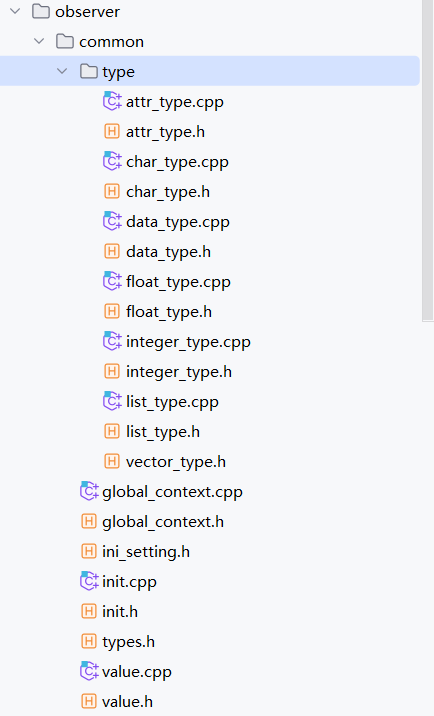 observer
common
type
attr_type.cpp
attr_type.h
char_type.cpp
char_type.h
data_type.cpp
data_type.h
float_type.cpp
float_type.h
integer_type.cpp
integer_type.h
list_type.cpp
list_type.h
vector_type.h
global_context.cpp
global_context.h
ini_setting.h
init.cpp
init.h
types.h
value.cpp
value.h